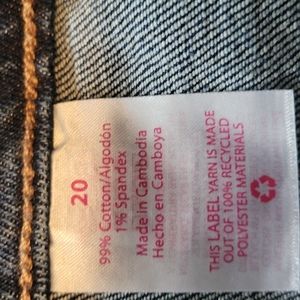 20
99% Cotton/Algodón
1% Spandex
Made in Cambodia
Hecho en Camboya
THIS LABEL YARN IS MADE
OUT OF 100% RECYCLED
POLYESTER MATERIALS